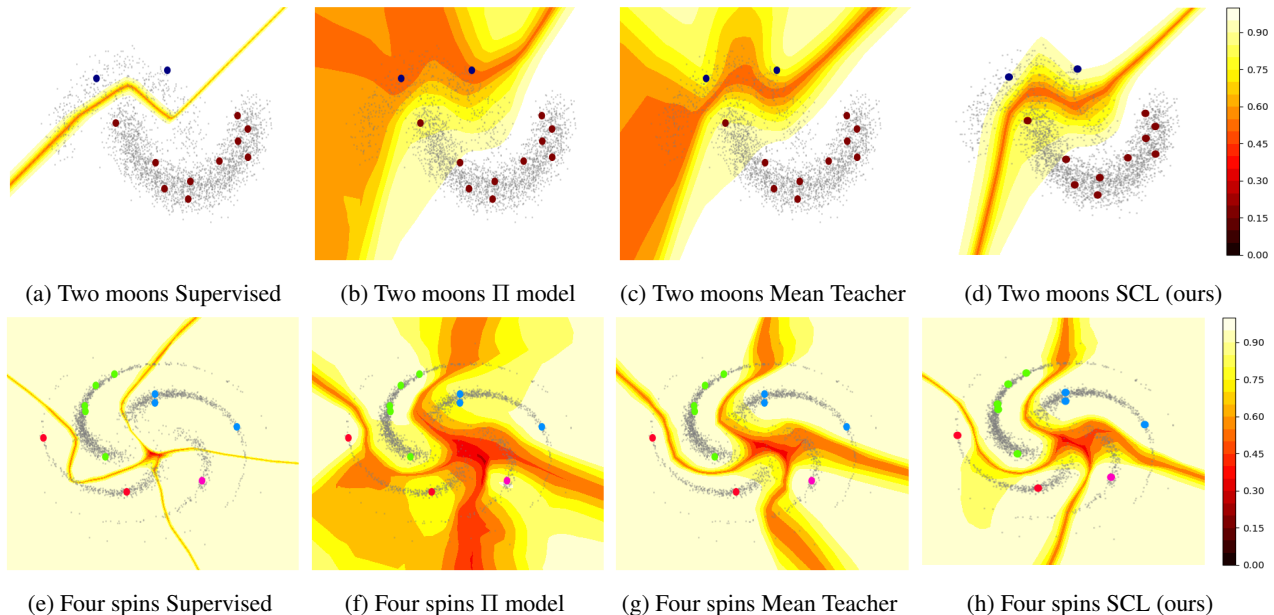 0.90
0.75
0.60
0.45
0.30
0.15
0.00
(a) Two moons Supervised
(b) Two moons Π model
(c) Two moons Mean Teacher
(d) Two moons SCL (ours)
0.90
0.75
0.60
0.45
0.30
0.15
0.00
(e) Four spins Supervised
(f) Four spins Π model
(g) Four spins Mean Teacher
(h) Four spins SCL (ours)